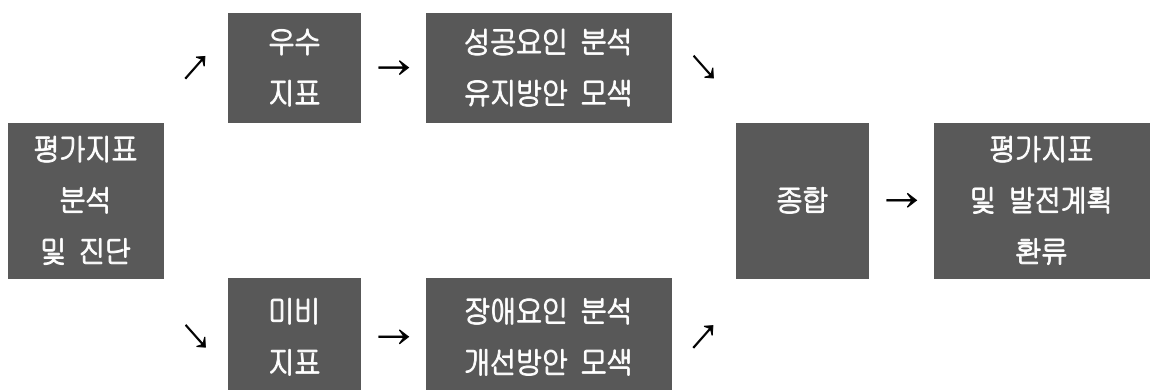 평가지표
분석
및 진단
↗
우수
지표
→
성공요인 분석
유지방안 모색
↘
↘
미비
지표
→
장애요인 분석
개선방안 모색
↗
종합
→
평가지표
및 발전계획
환류